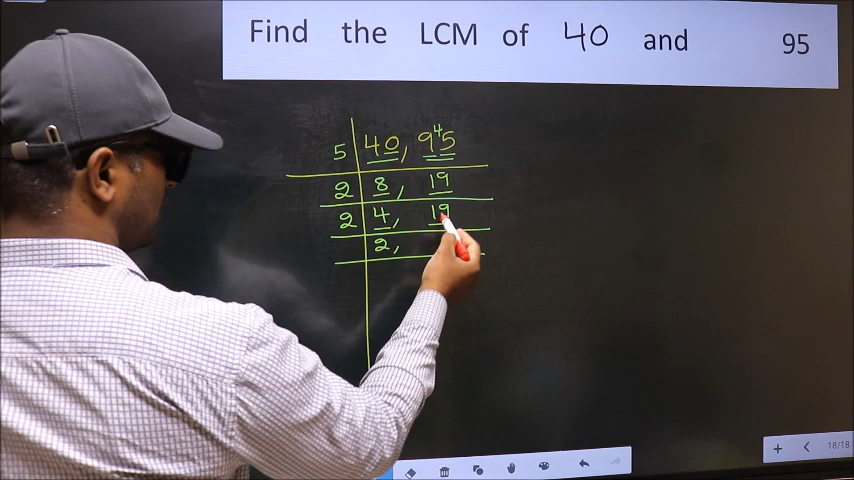 Find the LCM of 40 and 95
5 40, 9⁴5
2 8, 19
2 4, 19
2,
18/18